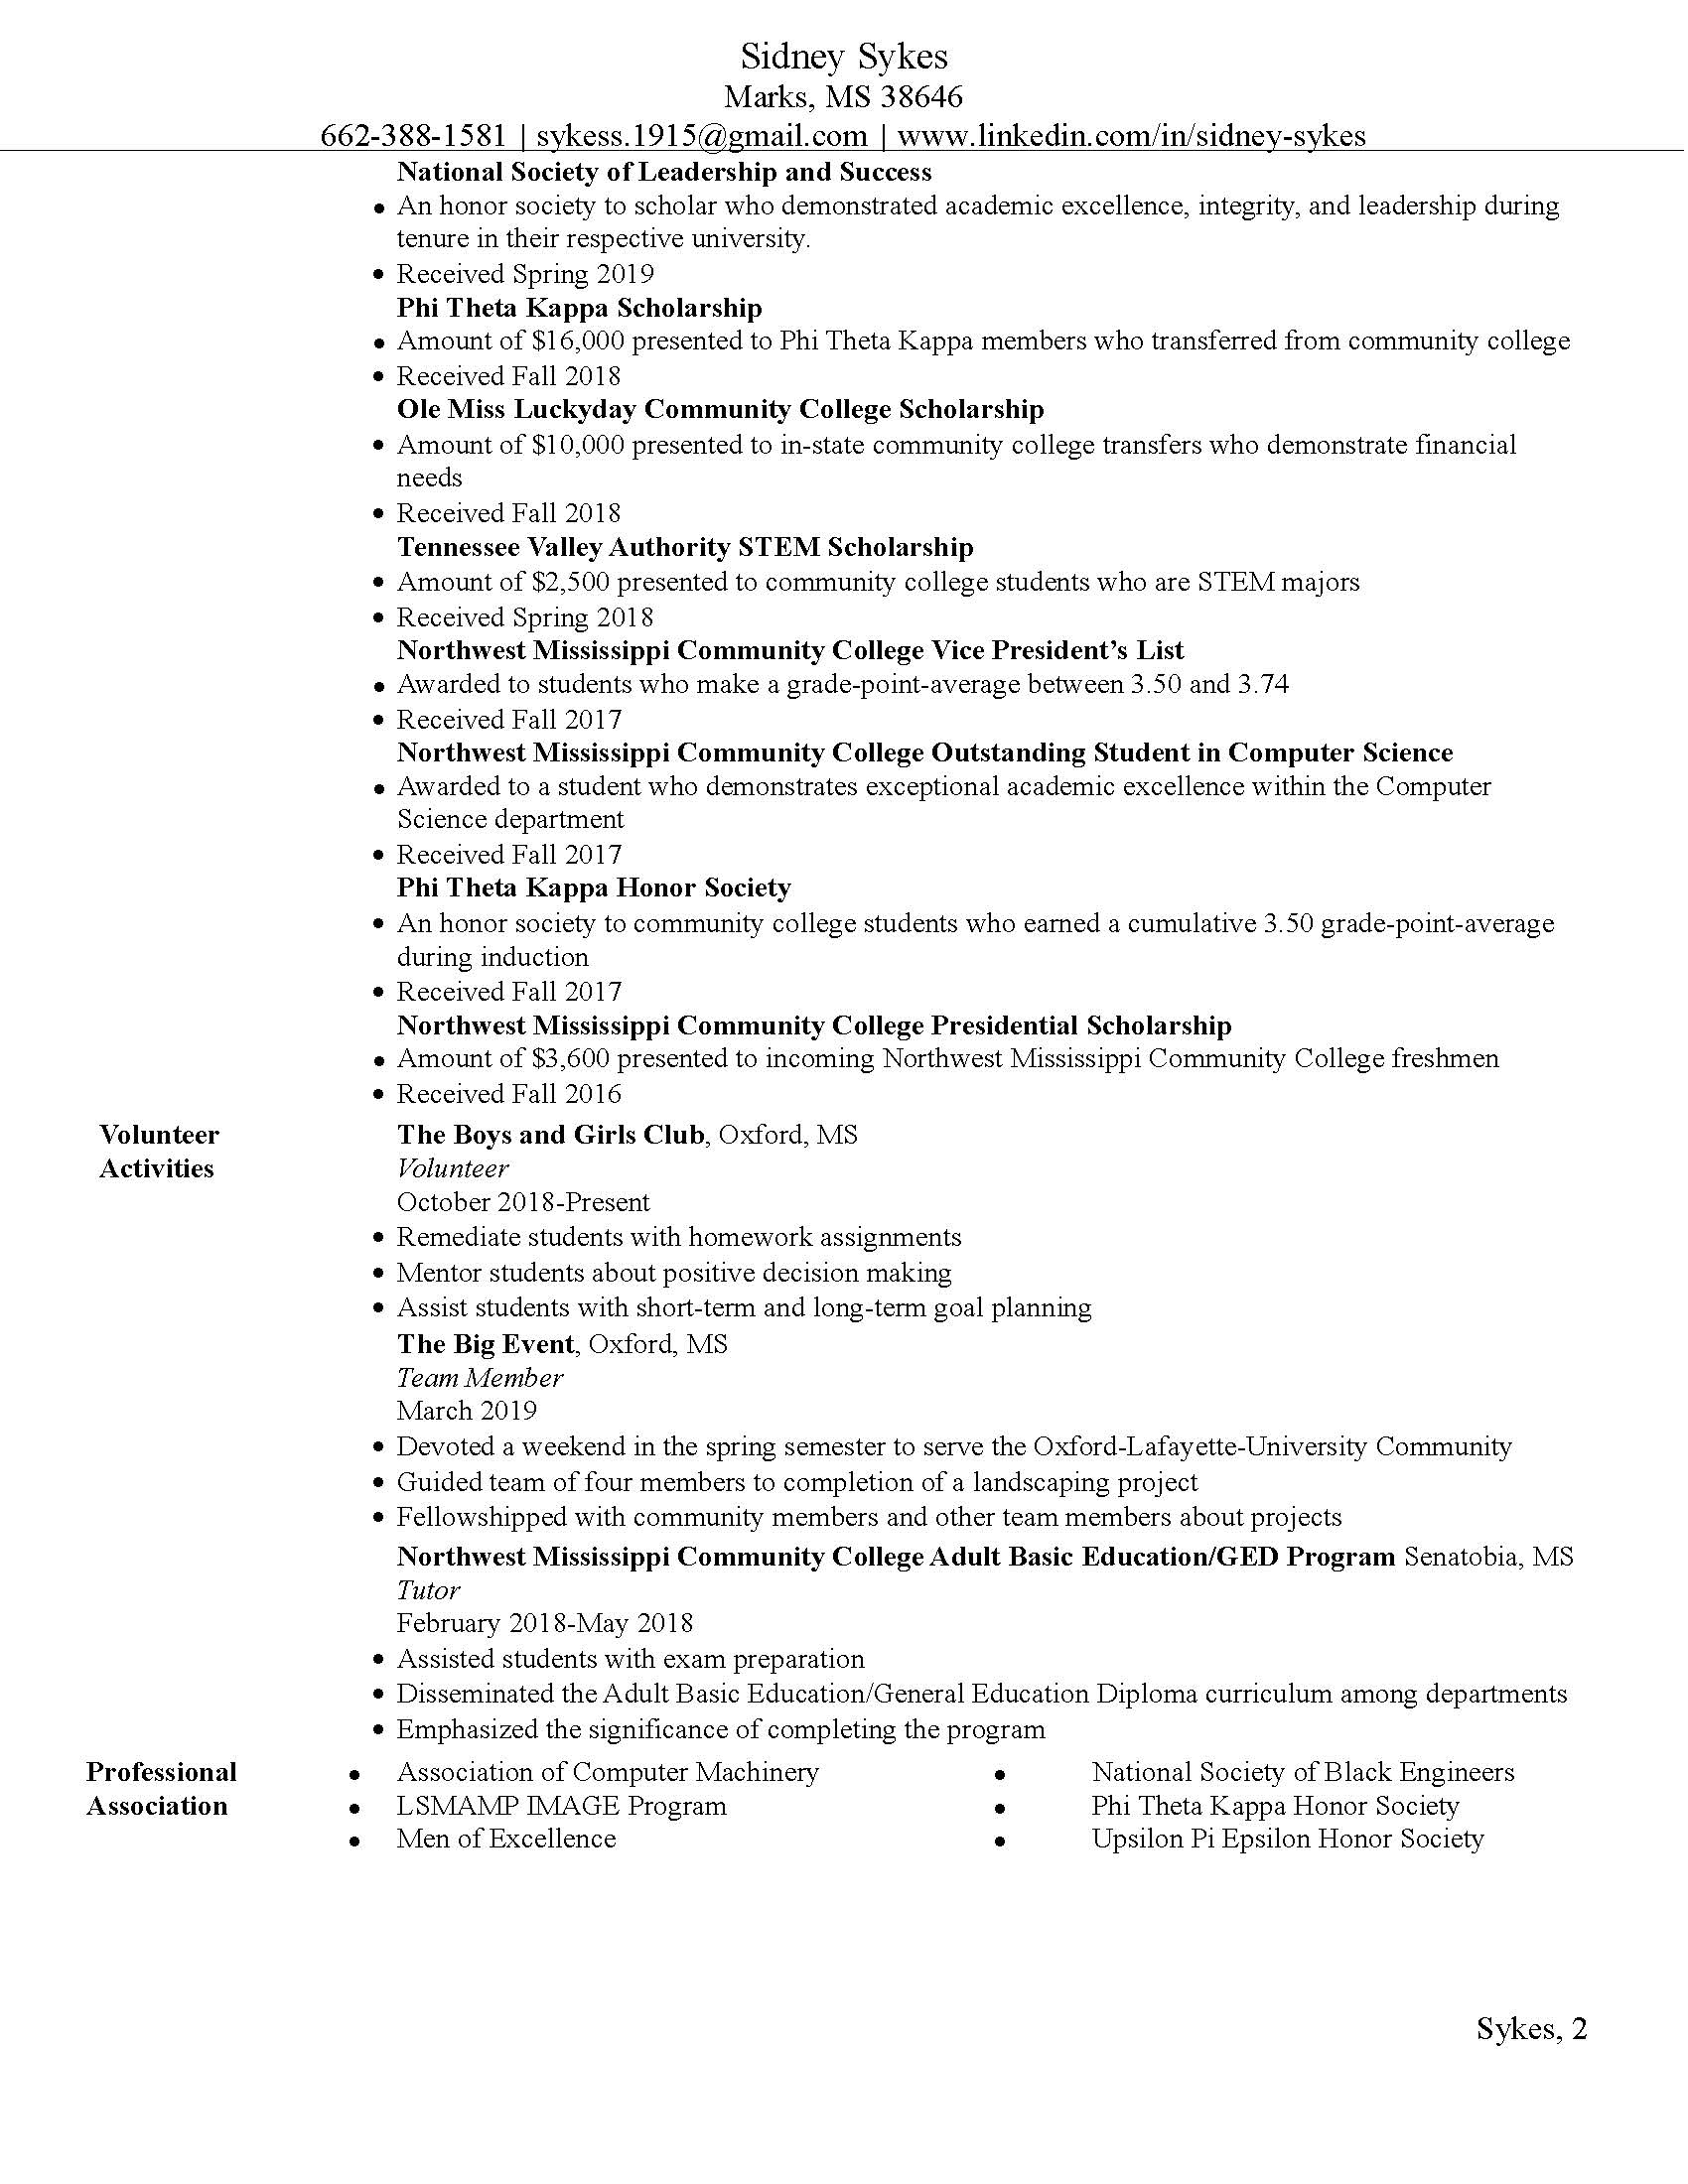 Sidney Sykes
Marks, MS 38646
662-388-1581 | sykess.1915@gmail.com | www.linkedin.com/in/sidney-sykes
National Society of Leadership and Success
• An honor society to scholar who demonstrated academic excellence, integrity, and leadership during
tenure in their respective university.
• Received Spring 2019
Phi Theta Kappa Scholarship
• Amount of $16,000 presented to Phi Theta Kappa members who transferred from community college
• Received Fall 2018
Ole Miss Luckyday Community College Scholarship
• Amount of $10,000 presented to in-state community college transfers who demonstrate financial
needs
• Received Fall 2018
Tennessee Valley Authority STEM Scholarship
• Amount of $2,500 presented to community college students who are STEM majors
• Received Spring 2018
Northwest Mississippi Community College Vice President’s List
• Awarded to students who make a grade-point-average between 3.50 and 3.74
• Received Fall 2017
Northwest Mississippi Community College Outstanding Student in Computer Science
• Awarded to a student who demonstrates exceptional academic excellence within the Computer
Science department
• Received Fall 2017
Phi Theta Kappa Honor Society
• An honor society to community college students who earned a cumulative 3.50 grade-point-average
during induction
• Received Fall 2017
Northwest Mississippi Community College Presidential Scholarship
• Amount of $3,600 presented to incoming Northwest Mississippi Community College freshmen
• Received Fall 2016
Volunteer
Activities
The Boys and Girls Club, Oxford, MS
Volunteer
October 2018-Present
• Remediate students with homework assignments
• Mentor students about positive decision making
• Assist students with short-term and long-term goal planning
The Big Event, Oxford, MS
Team Member
March 2019
• Devoted a weekend in the spring semester to serve the Oxford-Lafayette-University Community
• Guided team of four members to completion of a landscaping project
• Fellowshipped with community members and other team members about projects
Northwest Mississippi Community College Adult Basic Education/GED Program Senatobia, MS
Tutor
February 2018-May 2018
• Assisted students with exam preparation
• Disseminated the Adult Basic Education/General Education Diploma curriculum among departments
• Emphasized the significance of completing the program
Professional
Association
• Association of Computer Machinery
• LSMAMP IMAGE Program
• Men of Excellence
• National Society of Black Engineers
• Phi Theta Kappa Honor Society
• Upsilon Pi Epsilon Honor Society
Sykes, 2